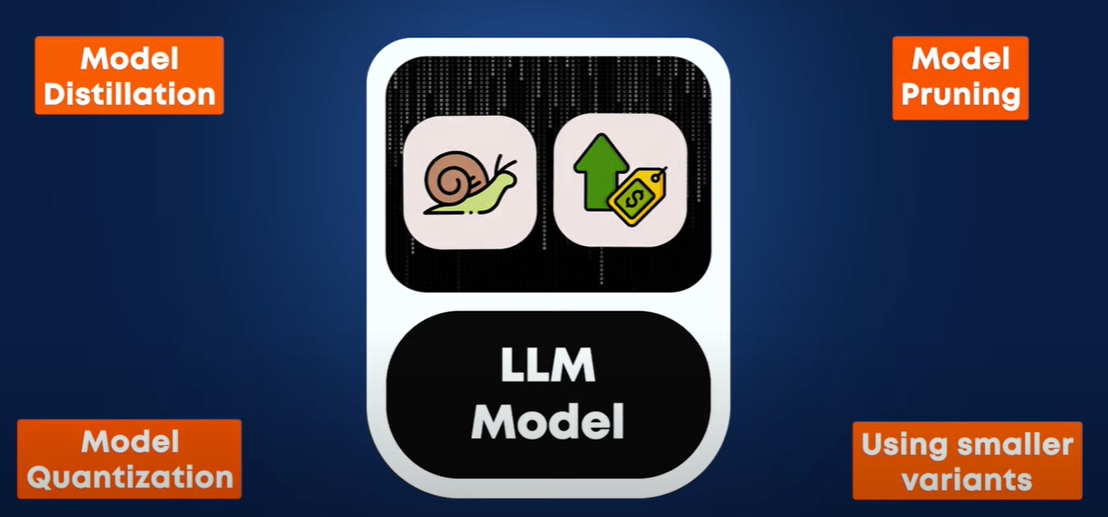 Model
Distillation
Model
Pruning
LLM
Model
Model
Quantization
Using smaller
variants